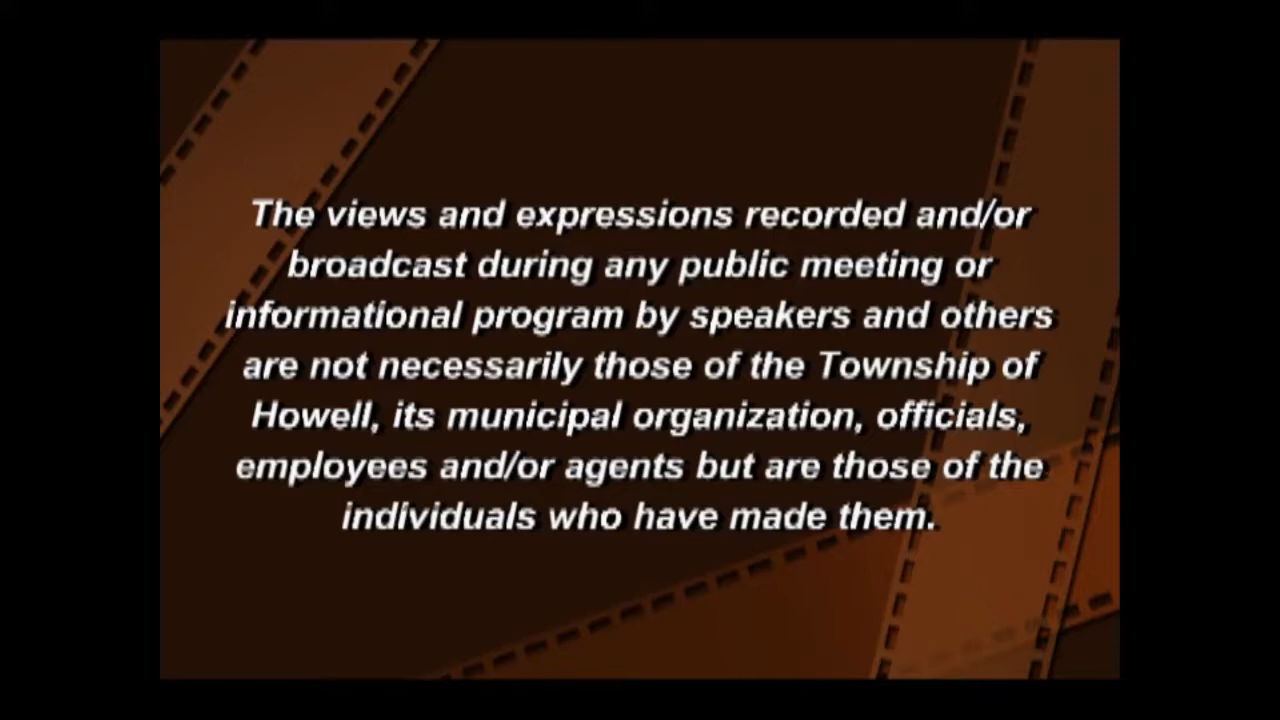 The views and expressions recorded and/or
broadcast during any public meeting or
informational program by speakers and others
are not necessarily those of the Township of
Howell, its municipal organization, officials,
employees and/or agents but are those of the
individuals who have made them.